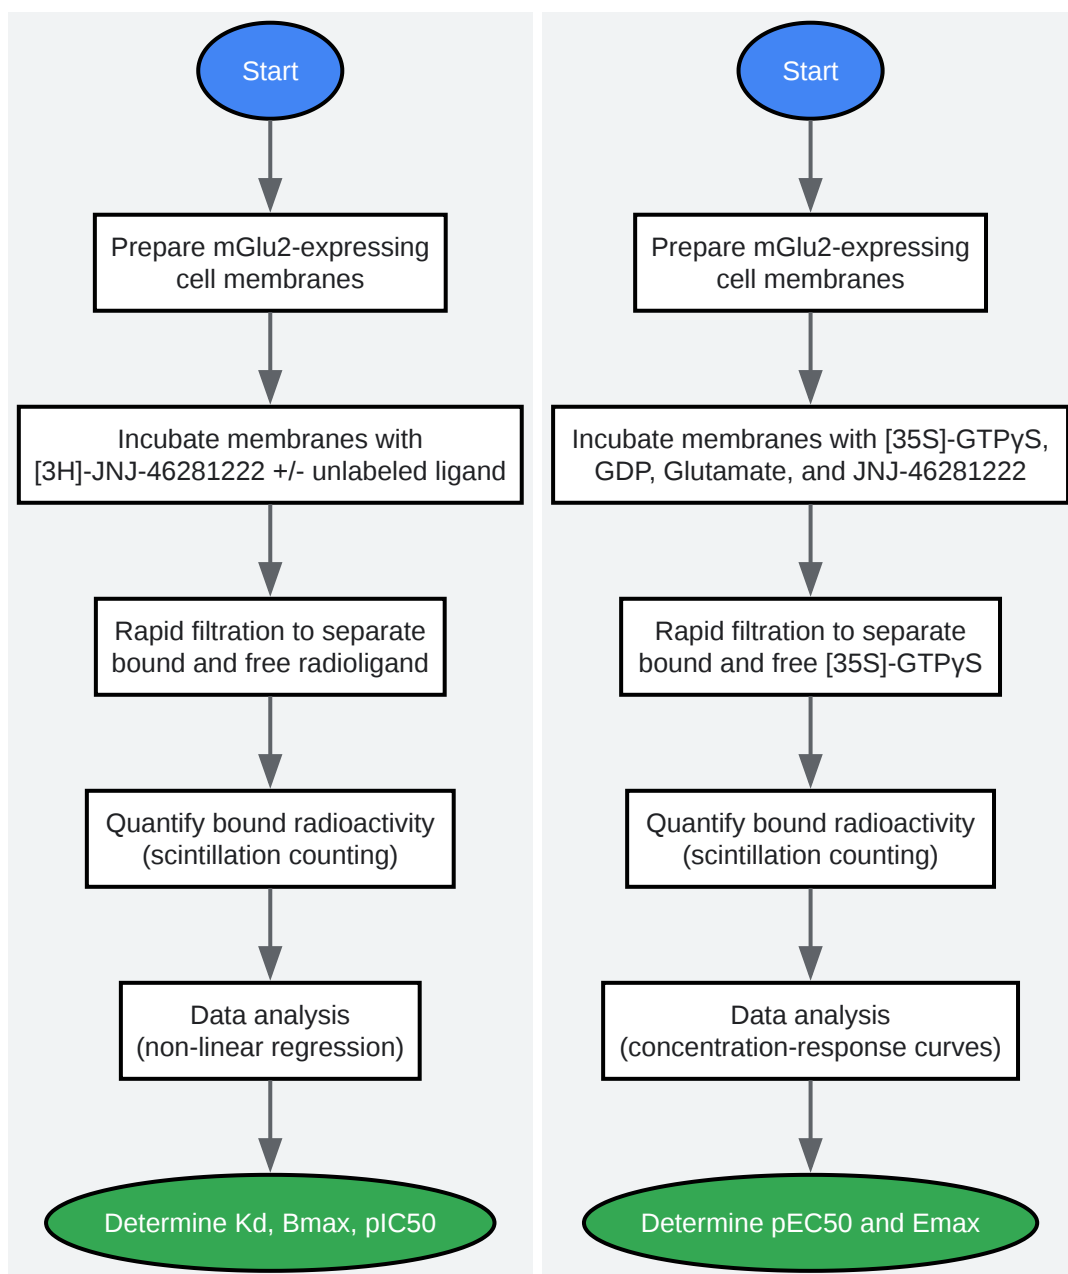 Start
Prepare mGlu2-expressing
cell membranes
Incubate membranes with
[3H]-JNJ-46281222 +/- unlabeled ligand
Rapid filtration to separate
bound and free radioligand
Quantify bound radioactivity
(scintillation counting)
Data analysis
(non-linear regression)
Determine Kd, Bmax, pIC50
Start
Prepare mGlu2-expressing
cell membranes
Incubate membranes with [35S]-GTPγS,
GDP, Glutamate, and JNJ-46281222
Rapid filtration to separate
bound and free [35S]-GTPγS
Quantify bound radioactivity
(scintillation counting)
Data analysis
(concentration-response curves)
Determine pEC50 and Emax